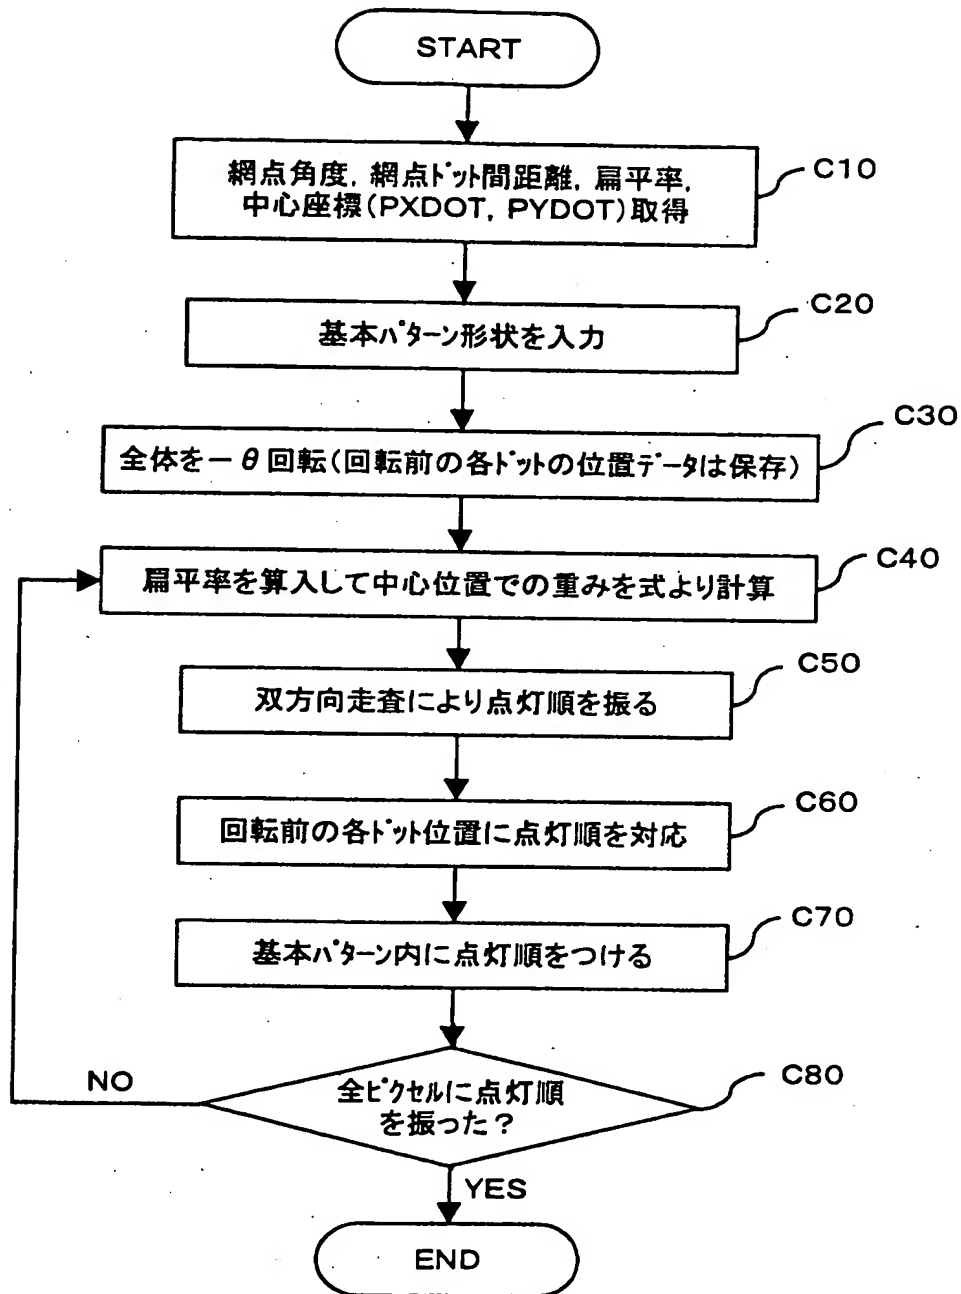 START
網点角度, 網点ドット間距離, 扁平率,
中心座標(PXDOT, PYDOT)取得
C10
基本パターン形状を入力
C20
全体を－θ回転(回転前の各ドットの位置データは保存)
C30
扁平率を算入して中心位置での重みを式より計算
C40
双方向走査により点灯順を振る
C50
回転前の各ドット位置に点灯順を対応
C60
基本パターン内に点灯順をつける
C70
全ピクセルに点灯順
を振った?
C80
NO
YES
END